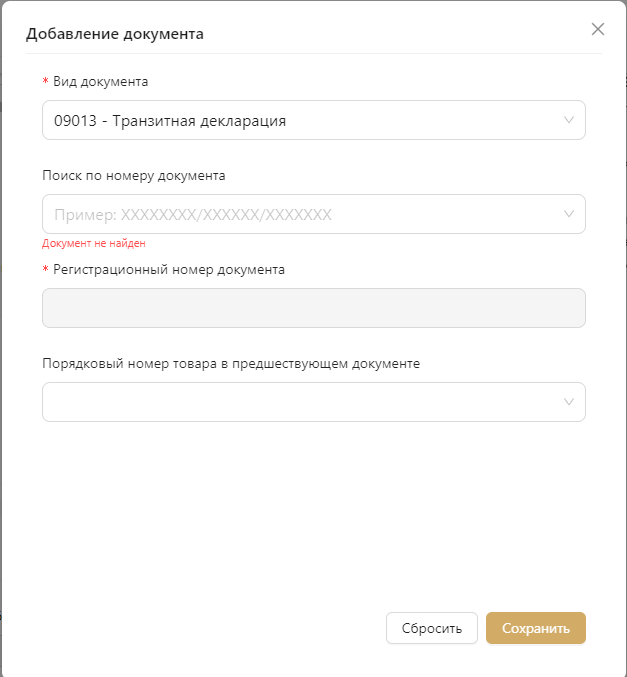 Добавление документа
* Вид документа
09013 - Транзитная декларация
Поиск по номеру документа
Пример: XXXXXXXX/XXXXXX/XXXXXXX
Документ не найден
* Регистрационный номер документа
Порядковый номер товара в предшествующем документе
Сбросить
Сохранить